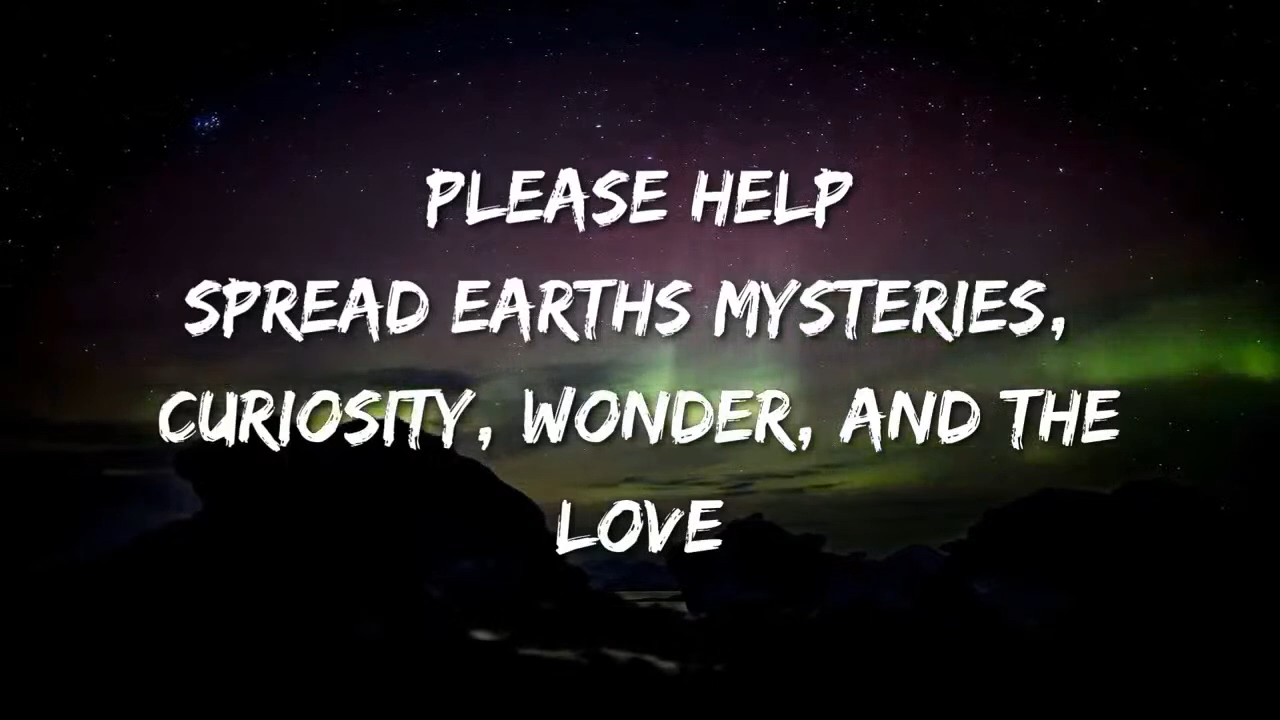 PLEASE HELP
SPREAD EARTHS MYSTERIES,
CURIOSITY, WONDER, AND THE
LOVE